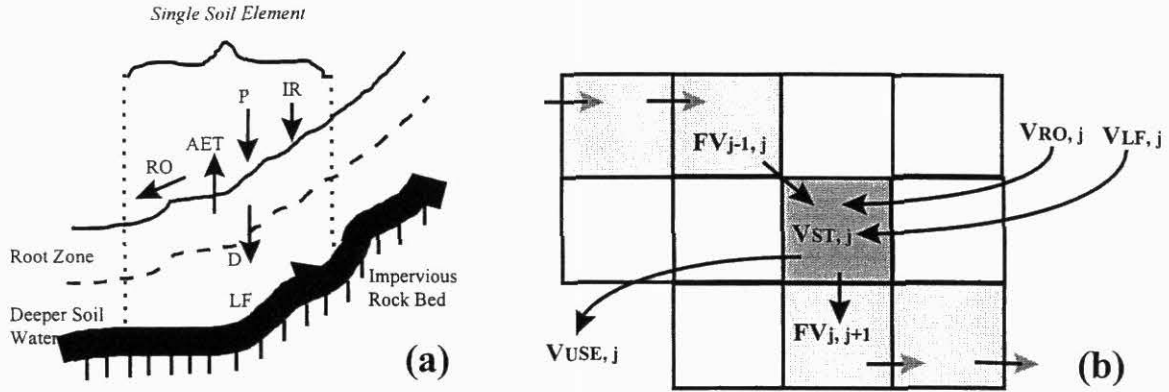 Single Soil Element
P
IR
AET
RO
Root Zone
D
LF
Impervious
Rock Bed
Deeper Soil
Water
(a)
FVj-1, j
VRO, j
VLF, j
VST, j
VUSE, j
FVj, j+1
(b)